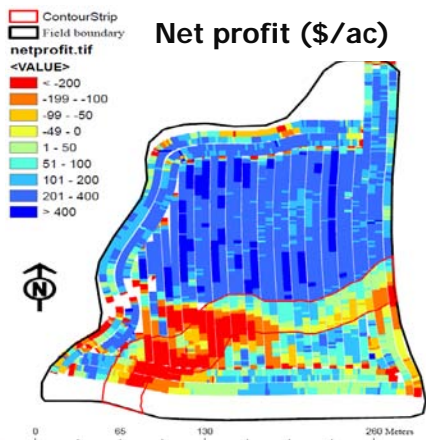 Net profit ($/ac)
ContourStrip
Field boundary
netprofit.tif
<VALUE>
< -200
-199 - -100
-99 - -50
-49 - 0
1 - 50
51 - 100
101 - 200
201 - 400
> 400
N
0 65 130 260 Meters